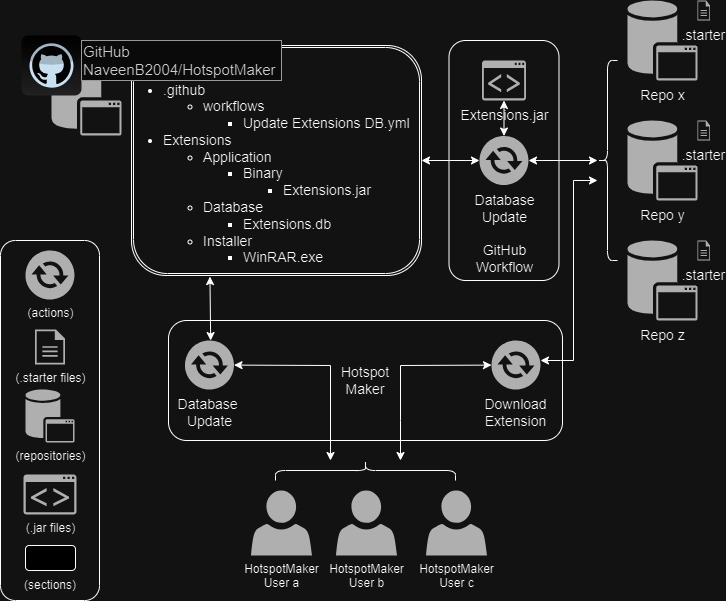 GitHub
NaveenB2004/HotspotMaker
.github
workflows
Update Extensions DB.yml
Extensions
Application
Binary
Extensions.jar
Database
Extensions.db
Installer
WinRAR.exe
Extensions.jar
Database
Update
GitHub
Workflow
.starter
Repo x
.starter
Repo y
.starter
Repo z
(actions)
(.starter files)
(repositories)
(.jar files)
(sections)
Database
Update
Hotspot
Maker
Download
Extension
HotspotMaker
User a
HotspotMaker
User b
HotspotMaker
User c